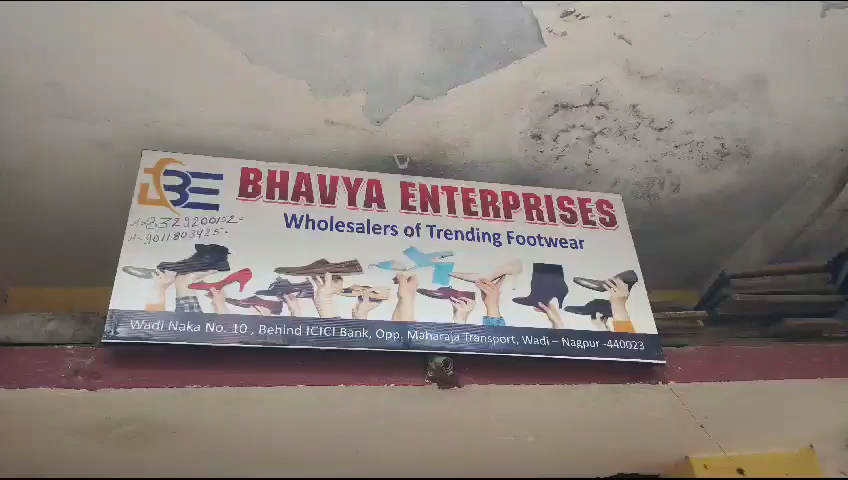 BE
BHAVYA ENTERPRISES
Wholesalers of Trending Footwear
Wadi Naka No. 10 , Behind ICICI Bank, Opp. Maharaja Transport, Wadi – Nagpur -440023